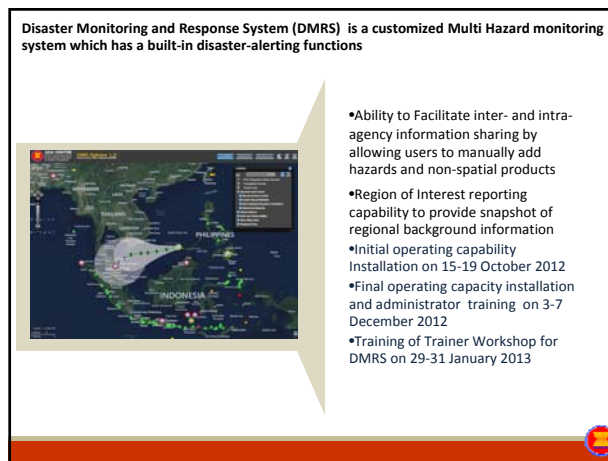 Disaster Monitoring and Response System (DMRS) is a customized Multi Hazard monitoring
system which has a built-in disaster-alerting functions
•Ability to Facilitate inter- and intra-
agency information sharing by
allowing users to manually add
hazards and non-spatial products
•Region of Interest reporting
capability to provide snapshot of
regional background information
•Initial operating capability
Installation on 15-19 October 2012
•Final operating capacity installation
and administrator training on 3-7
December 2012
•Training of Trainer Workshop for
DMRS on 29-31 January 2013
THAILAND
PHILIPPINES
INDONESIA